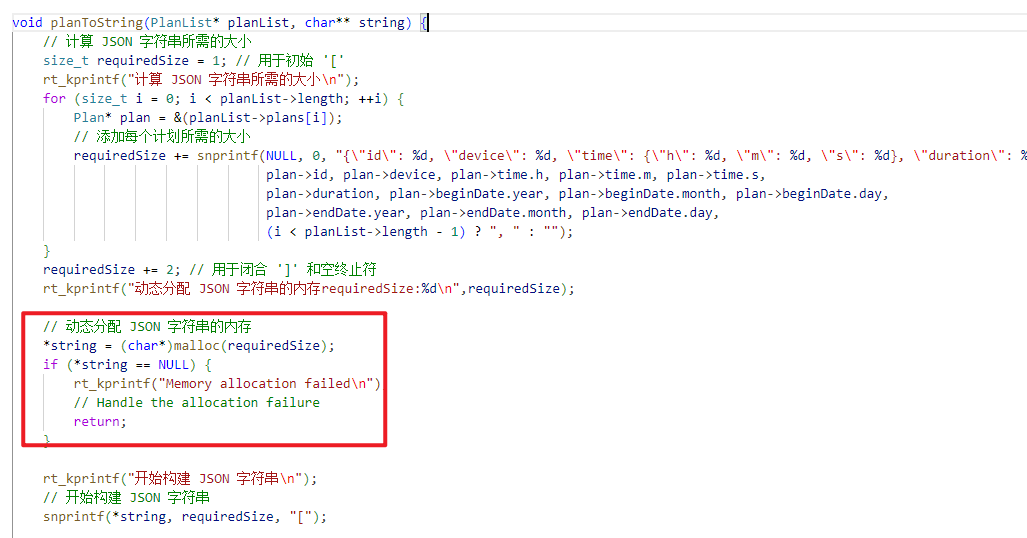 void planToString(PlanList* planList, char** string) {
// 计算 JSON 字符串所需的大小
size_t requiredSize = 1; // 用于初始 '['
rt_kprintf("计算 JSON 字符串所需的大小\n");
for (size_t i = 0; i < planList->length; ++i) {
Plan* plan = &(planList->plans[i]);
// 添加每个计划所需的大小
requiredSize += snprintf(NULL, 0, "{\"id\": %d, \"device\": %d, \"time\": {\"h\": %d, \"m\": %d, \"s\": %d}, \"duration\": %
plan->id, plan->device, plan->time.h, plan->time.m, plan->time.s,
plan->duration, plan->beginDate.year, plan->beginDate.month, plan->beginDate.day,
plan->endDate.year, plan->endDate.month, plan->endDate.day,
(i < planList->length - 1) ? ", " : "");
}
requiredSize += 2; // 用于闭合 ']' 和空终止符
rt_kprintf("动态分配 JSON 字符串的内存requiredSize:%d\n",requiredSize);
// 动态分配 JSON 字符串的内存
*string = (char*)malloc(requiredSize);
if (*string == NULL) {
rt_kprintf("Memory allocation failed\n")
// Handle the allocation failure
return;
}
rt_kprintf("开始构建 JSON 字符串\n");
// 开始构建 JSON 字符串
snprintf(*string, requiredSize, "[");